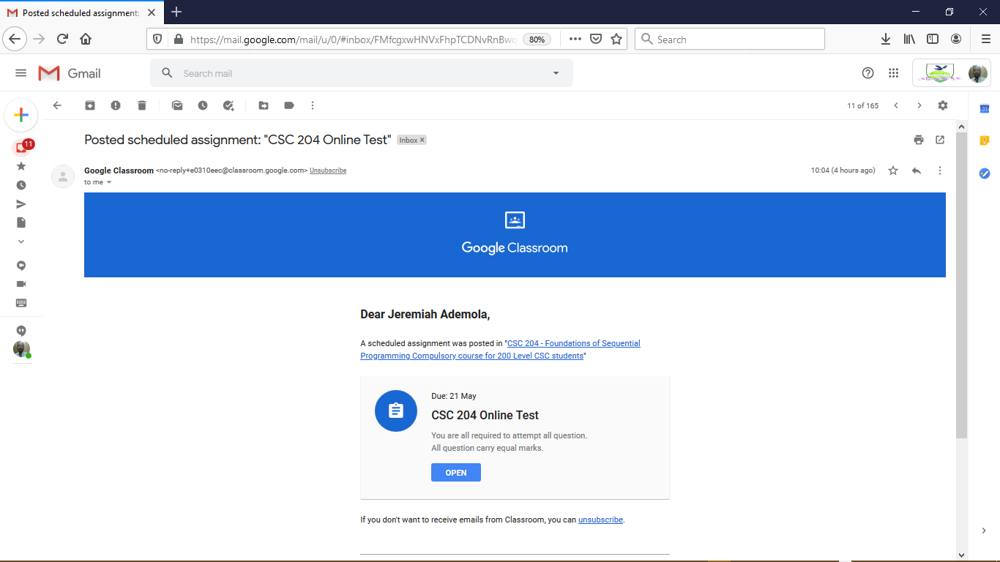 Posted scheduled assignment:
https://mail.google.com/mail/u/0/#inbox/FMfcgxwHNVxFhpTCDNvRnBwq
80%
Search
Gmail
Search mail
11 of 165
31
11
Posted scheduled assignment: "CSC 204 Online Test" Inbox x
Google Classroom <no-reply+e0310eec@classroom.google.com> Unsubscribe
10:04 (4 hours ago)
to me
Google Classroom
Dear Jeremiah Ademola,
A scheduled assignment was posted in "CSC 204 - Foundations of Sequential
Programming Compulsory course for 200 Level CSC students"
Due: 21 May
CSC 204 Online Test
You are all required to attempt all question.
All question carry equal marks.
OPEN
If you don't want to receive emails from Classroom, you can unsubscribe.